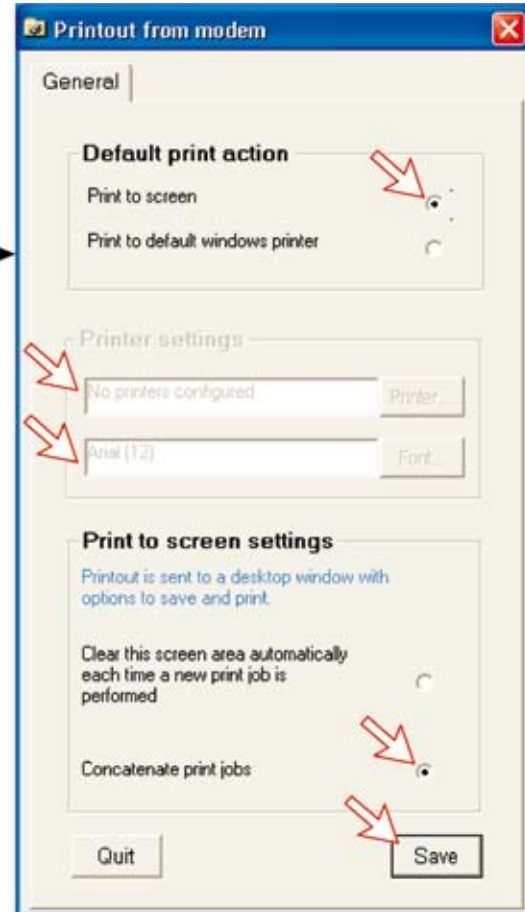 Printout from modem
General
Default print action
Print to screen
Print to default windows printer
Printer settings
No printers configured
Printer...
Arial (12)
Font...
Print to screen settings
Printout is sent to a desktop window with
options to save and print.
Clear this screen area automatically
each time a new print job is
performed
Concatenate print jobs
Quit
Save